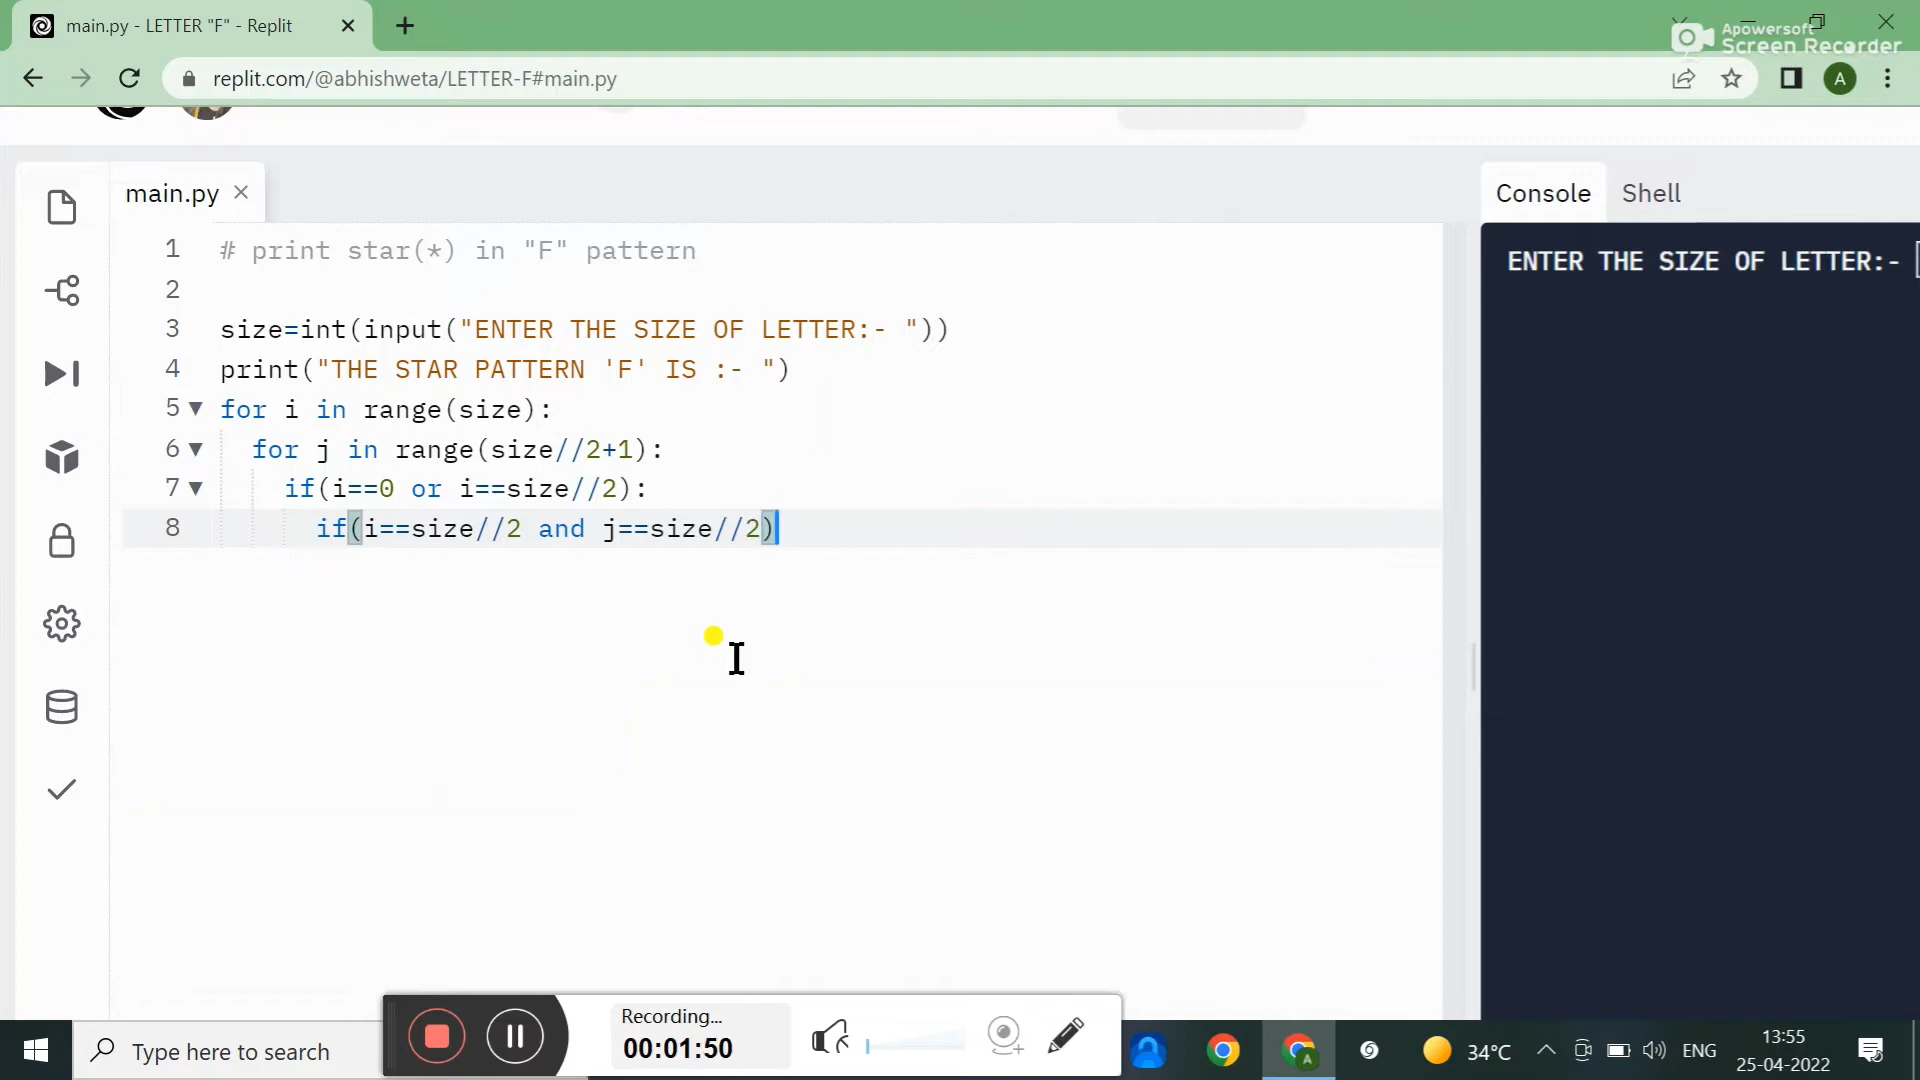 main.py - LETTER "F" - Replit
Apowersoft
Screen Recorder
replit.com/@abhishweta/LETTER-F#main.py
A
main.py
Console
Shell
1 # print star(*) in "F" pattern
2
3 size=int(input("ENTER THE SIZE OF LETTER:- "))
4 print("THE STAR PATTERN 'F' IS :- ")
5 for i in range(size):
6 for j in range(size//2+1):
7 if(i==0 or i==size//2):
8 if(i==size//2 and j==size//2)
ENTER THE SIZE OF LETTER:-
Recording...
00:01:50
Type here to search
A
34°C
ENG
13:55
25-04-2022